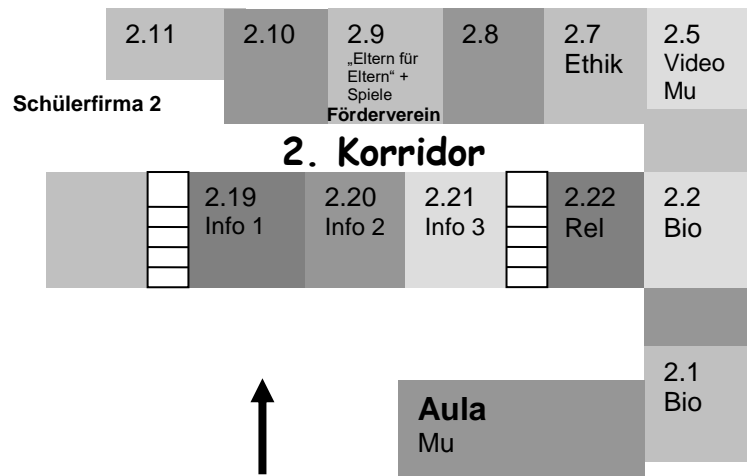 2.11
2.10
2.9
„Eltern für
Eltern“ +
Spiele
Förderverein
2.8
2.7
Ethik
2.5
Video
Mu
Schülerfirma 2
2. Korridor
2.19
Info 1
2.20
Info 2
2.21
Info 3
2.22
Rel
2.2
Bio
2.1
Bio
Aula
Mu